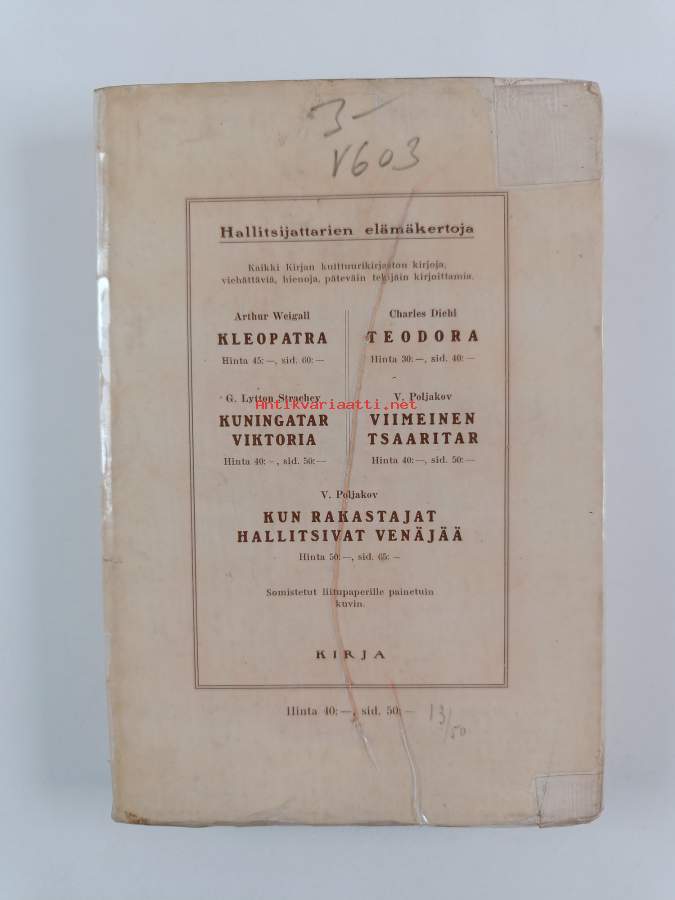 3-
V603
Hallitsijattarien elämäkertoja
Kaikki Kirjan kulttuurikirjaston kirjoja,
viehättäviä, hienoja, päteväin tekijäin kirjoittamia.
Arthur Weigall
KLEOPATRA
Hinta 45:—, sid. 60:—
Charles Diehl
TEODORA
Hinta 30:—, sid. 40:—
G. Lytton Strachey
KUNINGATAR
VIKTORIA
Hinta 40:–, sid. 50:—
V. Poljakov
VIIMEINEN
TSAARITAR
Hinta 40:—, sid. 50:—
Antikvariaatti.net
V. Poljakov
KUN RAKASTAJAT
HALLITSIVAT VENÄJÄÄ
Hinta 50:—, sid. 65: –
Somistetut liitupaperille painetuin
kuvin.
KIRJA
Hinta 40:—, sid. 50:—
13/50